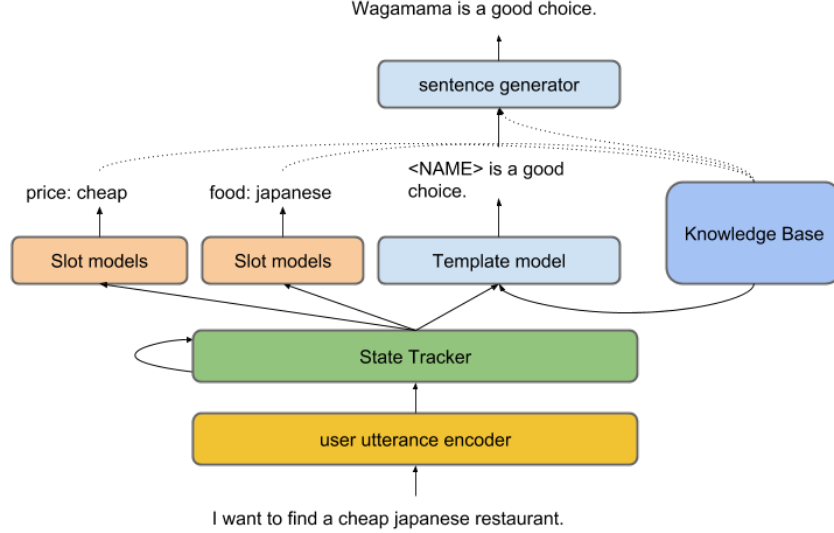 Wagamama is a good choice.
sentence generator
price: cheap
food: japanese
<NAME> is a good
choice.
Slot models
Slot models
Template model
Knowledge Base
State Tracker
user utterance encoder
I want to find a cheap japanese restaurant.